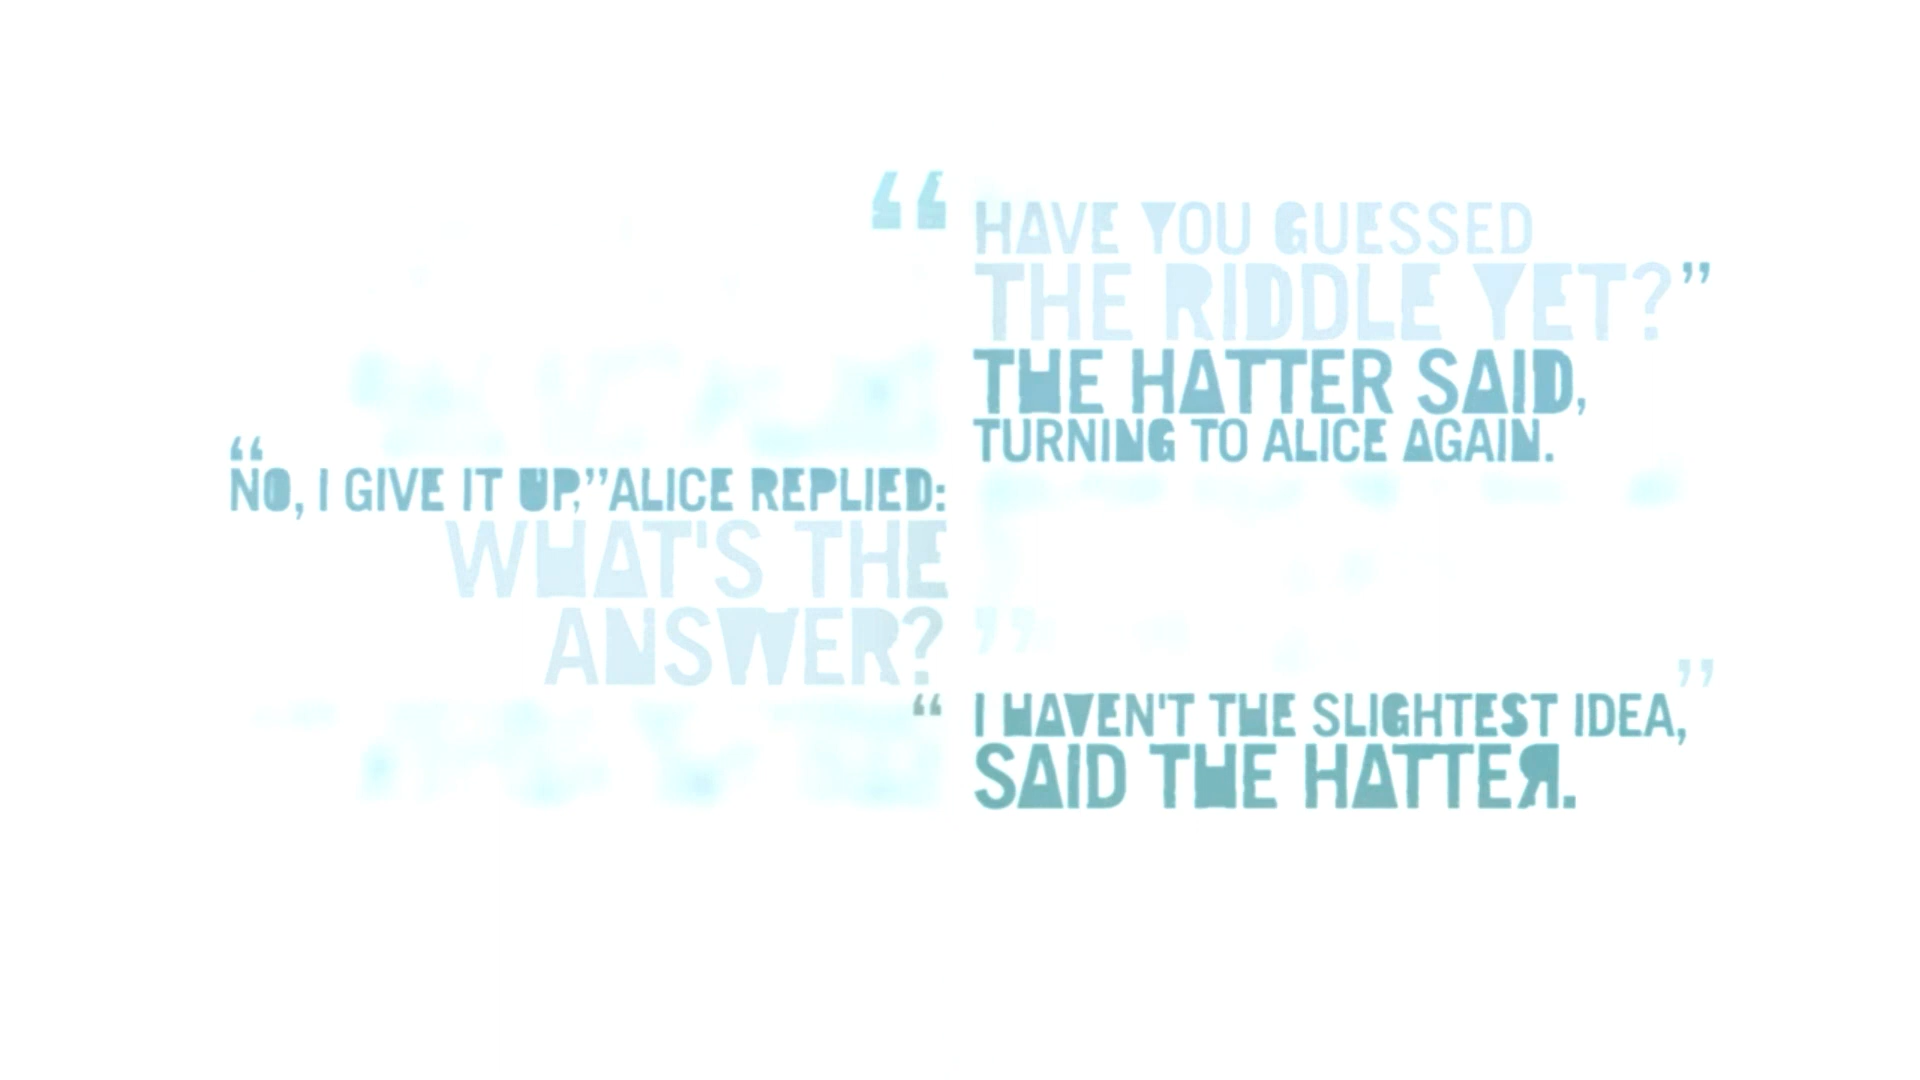 “HAVE YOU GUESSED
THE RIDDLE YET?”
THE HATTER SAID,
TURNING TO ALICE AGAIN.
“NO, I GIVE IT UP,”ALICE REPLIED:
WHAT'S THE
ANSWER?
“I HAVEN'T THE SLIGHTEST IDEA,”
SAID THE HATTEЯ.